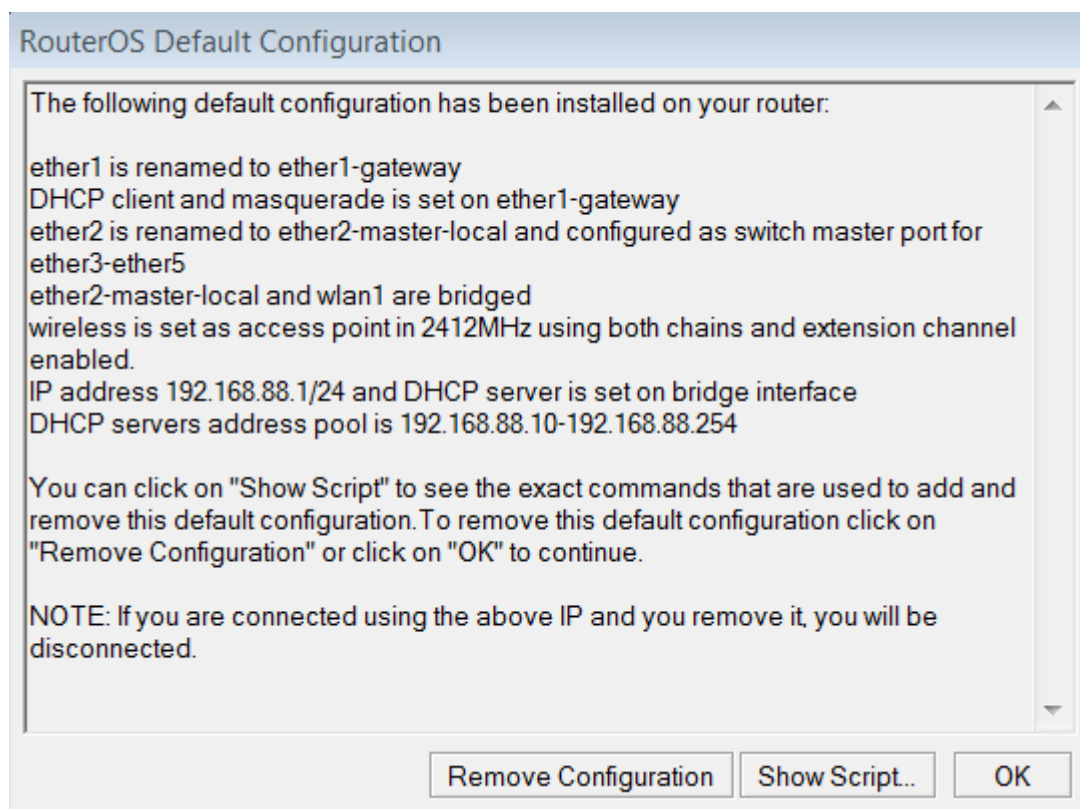 RouterOS Default Configuration
The following default configuration has been installed on your router:
ether1 is renamed to ether1-gateway
DHCP client and masquerade is set on ether1-gateway
ether2 is renamed to ether2-master-local and configured as switch master port for
ether3-ether5
ether2-master-local and wlan1 are bridged
wireless is set as access point in 2412MHz using both chains and extension channel
enabled.
IP address 192.168.88.1/24 and DHCP server is set on bridge interface
DHCP servers address pool is 192.168.88.10-192.168.88.254
You can click on "Show Script" to see the exact commands that are used to add and
remove this default configuration. To remove this default configuration click on
"Remove Configuration" or click on "OK" to continue.
NOTE: If you are connected using the above IP and you remove it, you will be
disconnected.
Remove Configuration Show Script... OK